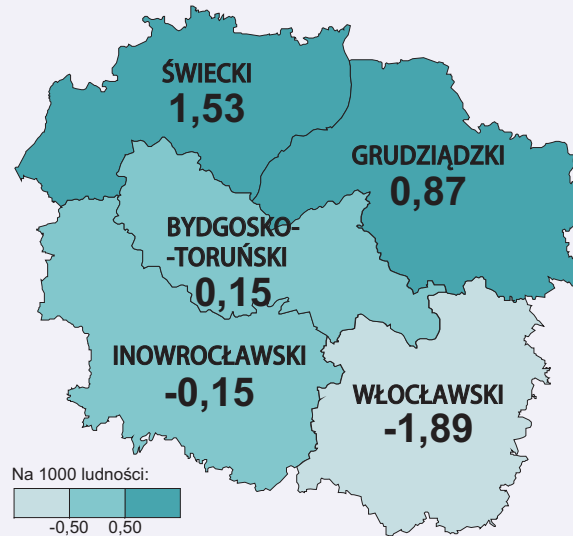 ŚWIECKI
1,53
GRUDZIĄDZKI
0,87
BYDGOSKO-
-TORUŃSKI
0,15
INOWROCŁAWSKI
-0,15
WŁOCŁAWSKI
-1,89
Na 1000 ludności:
-0,50 0,50